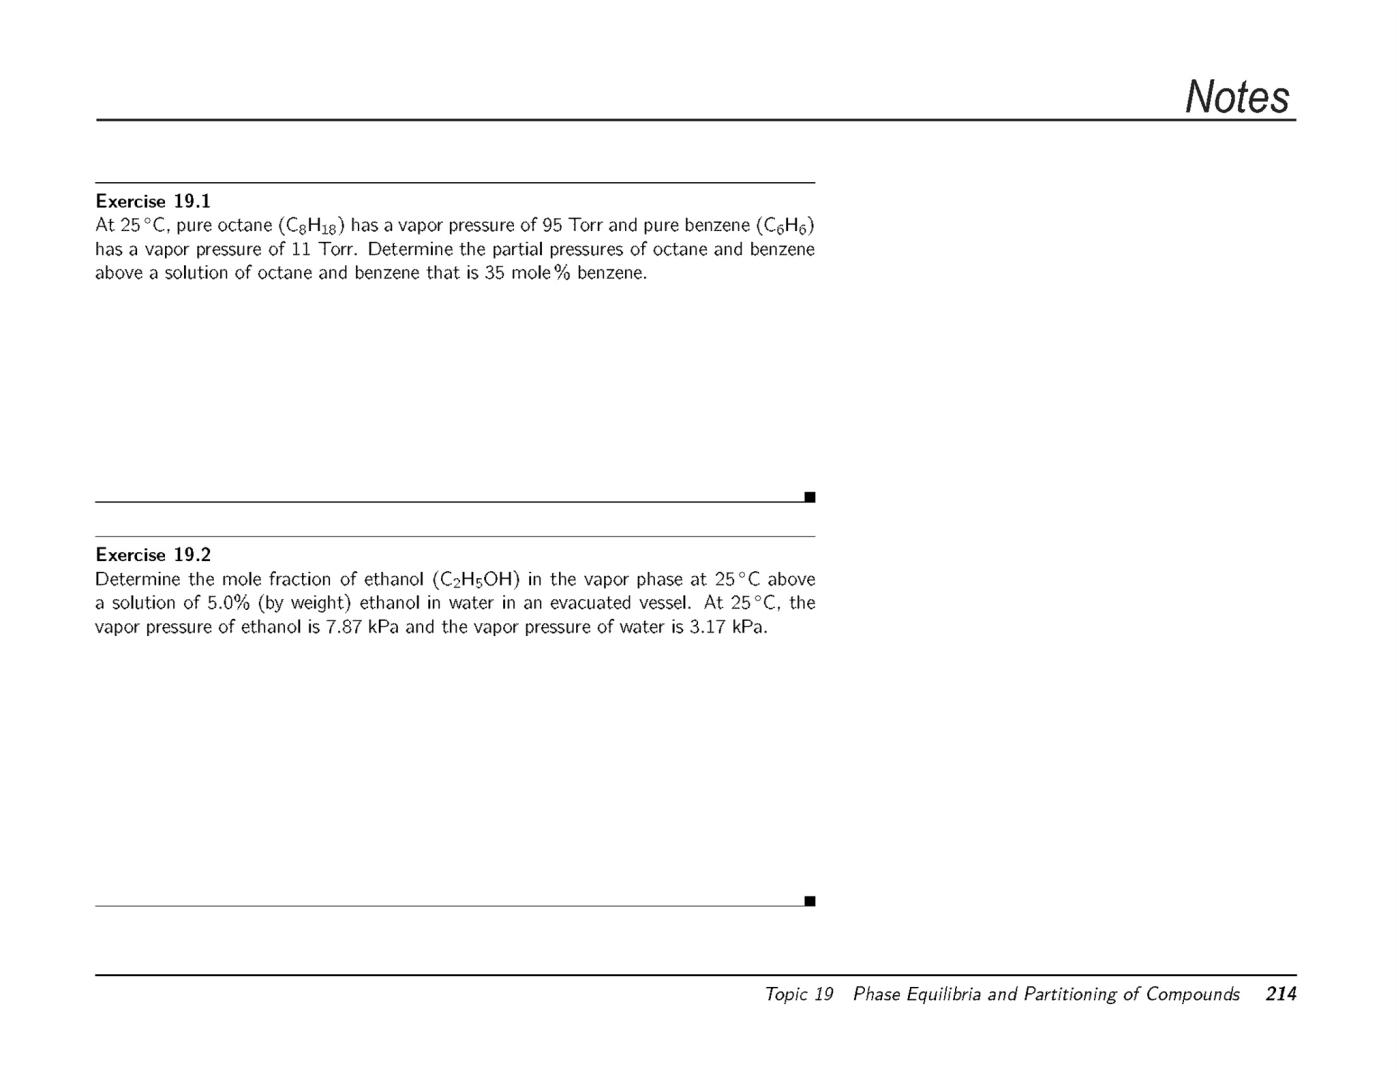 Notes
Exercise 19.1
At 25 °C, pure octane (C₈H₁₈) has a vapor pressure of 95 Torr and pure benzene (C₆H₆)
has a vapor pressure of 11 Torr. Determine the partial pressures of octane and benzene
above a solution of octane and benzene that is 35 mole % benzene.
Exercise 19.2
Determine the mole fraction of ethanol (C₂H₅OH) in the vapor phase at 25 °C above
a solution of 5.0% (by weight) ethanol in water in an evacuated vessel. At 25 °C, the
vapor pressure of ethanol is 7.87 kPa and the vapor pressure of water is 3.17 kPa.
Topic 19 Phase Equilibria and Partitioning of Compounds 214